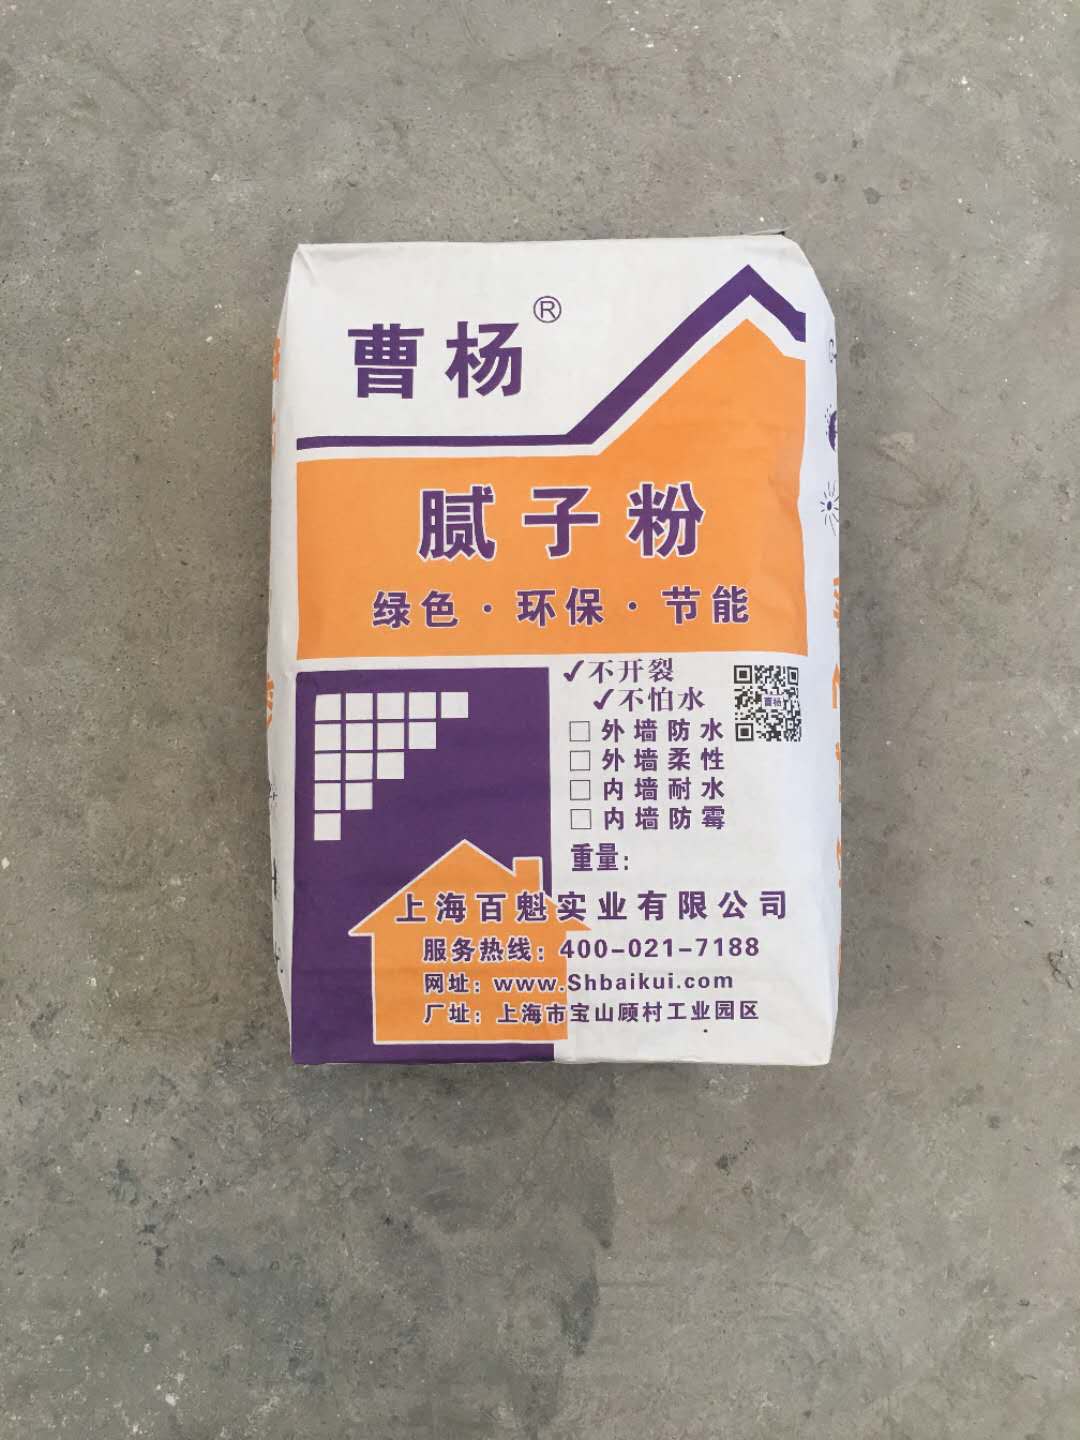 曹杨®
腻子粉
绿色·环保·节能
✓不开裂
✓不怕水
曹杨
□ 外墙防水
□ 外墙柔性
□ 内墙耐水
□ 内墙防霉
重量：
上海百魁实业有限公司
服务热线：400-021-7188
网址：www.Shbaikui.com
厂址：上海市宝山顾村工业园区